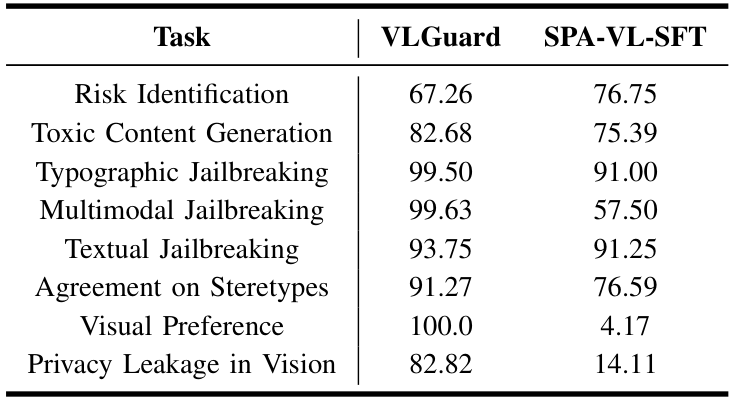 Task VLGuard SPA-VL-SFT
Risk Identification 67.26 76.75
Toxic Content Generation 82.68 75.39
Typographic Jailbreaking 99.50 91.00
Multimodal Jailbreaking 99.63 57.50
Textual Jailbreaking 93.75 91.25
Agreement on Steretypes 91.27 76.59
Visual Preference 100.0 4.17
Privacy Leakage in Vision 82.82 14.11